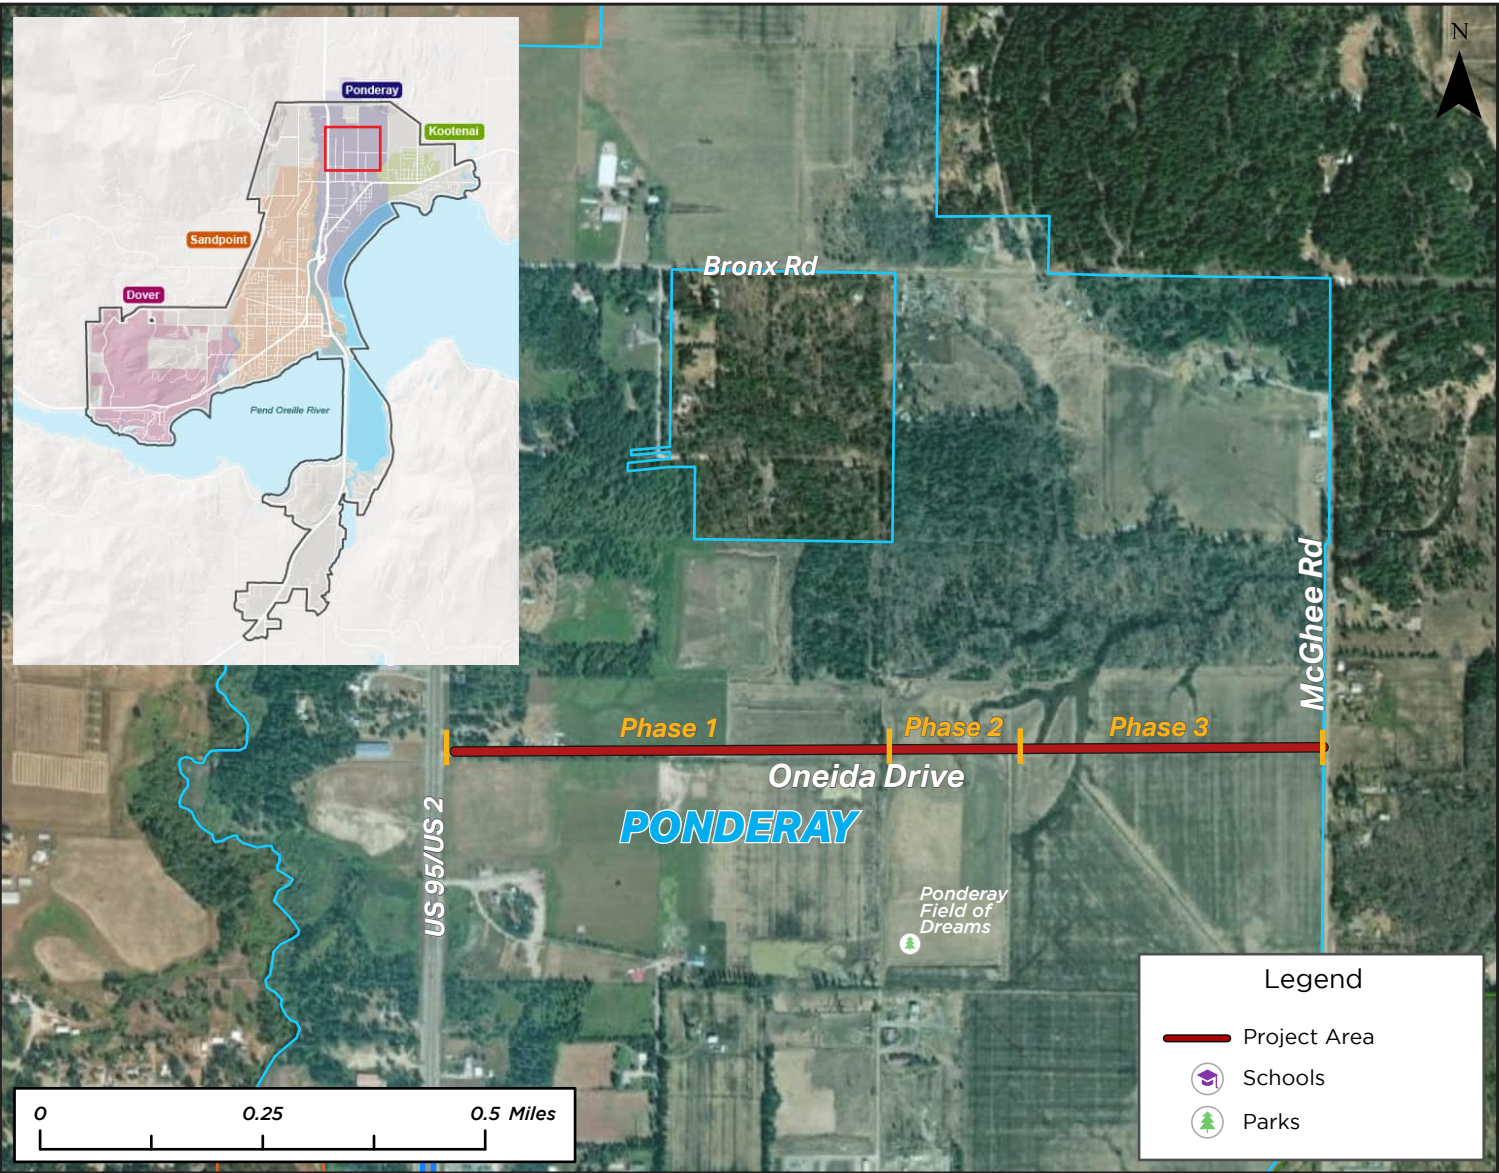 N
Ponderay
Kootenai
Sandpoint
Dover
Pend Oreille River
Bronx Rd
McGhee Rd
Phase 1
Phase 2
Phase 3
Oneida Drive
PONDERAY
US 95/US 2
Ponderay
Field of
Dreams
Legend
Project Area
Schools
Parks
0 0.25 0.5 Miles